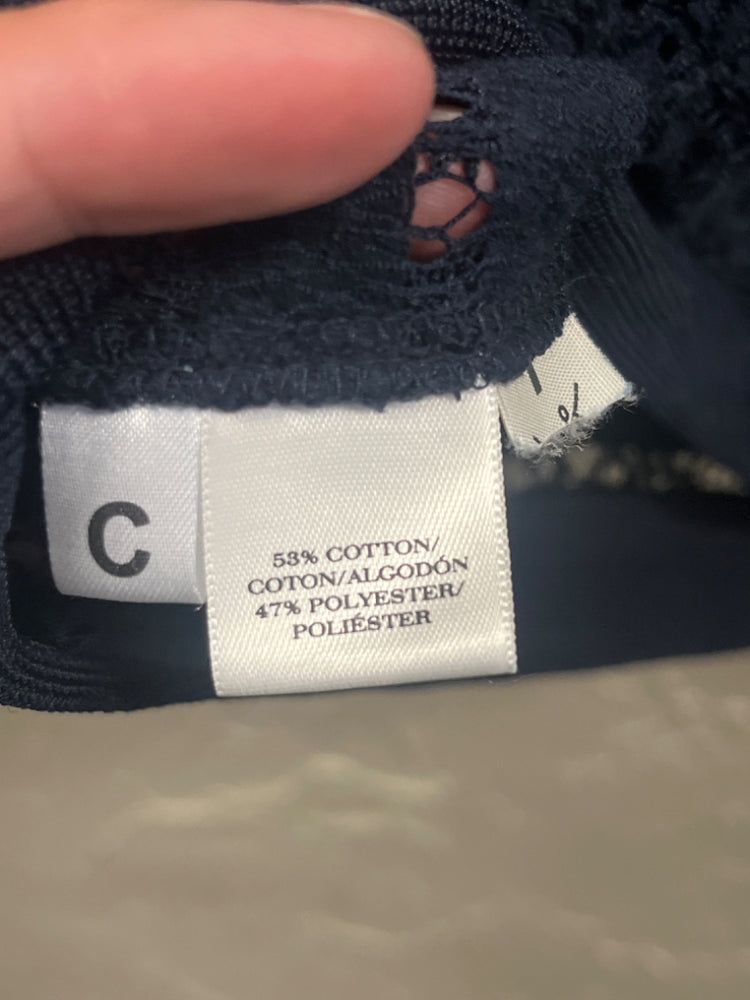 C
53% COTTON/
COTON/ALGODÓN
47% POLYESTER/
POLIÉSTER